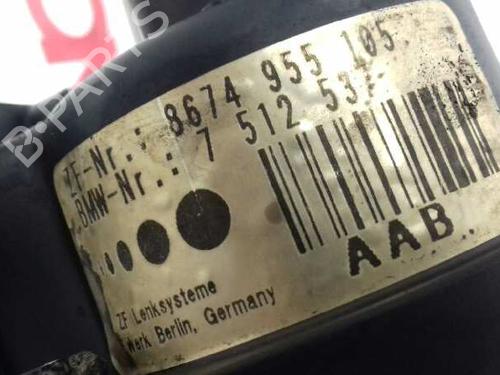 ZF-Nr.: 8674 955 105
BMW-Nr.: 7 512 53
AAB
ZF Lenksysteme
Werk Berlin, Germany
B-PARTS